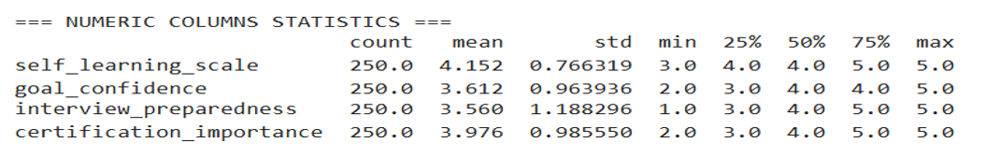 === NUMERIC COLUMNS STATISTICS ===
count mean std min 25% 50% 75% max
self_learning_scale 250.0 4.152 0.766319 3.0 4.0 4.0 5.0 5.0
goal_confidence 250.0 3.612 0.963936 2.0 3.0 4.0 4.0 5.0
interview_preparedness 250.0 3.560 1.188296 1.0 3.0 4.0 5.0 5.0
certification_importance 250.0 3.976 0.985550 2.0 3.0 4.0 5.0 5.0